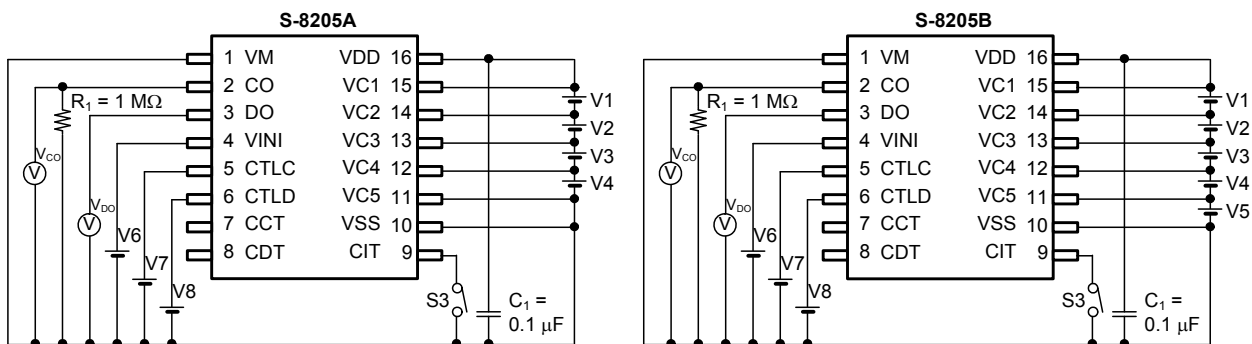 S-8205A
1 VM VDD 16
2 CO VC1 15
3 DO VC2 14
4 VINI VC3 13
5 CTLC VC4 12
6 CTLD VC5 11
7 CCT VSS 10
8 CDT CIT 9
R1 = 1 MΩ
VCO
V
VDO
V
V6
V7
V8
V1
V2
V3
V4
S3
C1 =
0.1 µF
S-8205B
1 VM VDD 16
2 CO VC1 15
3 DO VC2 14
4 VINI VC3 13
5 CTLC VC4 12
6 CTLD VC5 11
7 CCT VSS 10
8 CDT CIT 9
R1 = 1 MΩ
VCO
V
VDO
V
V6
V7
V8
V1
V2
V3
V4
V5
S3
C1 =
0.1 µF